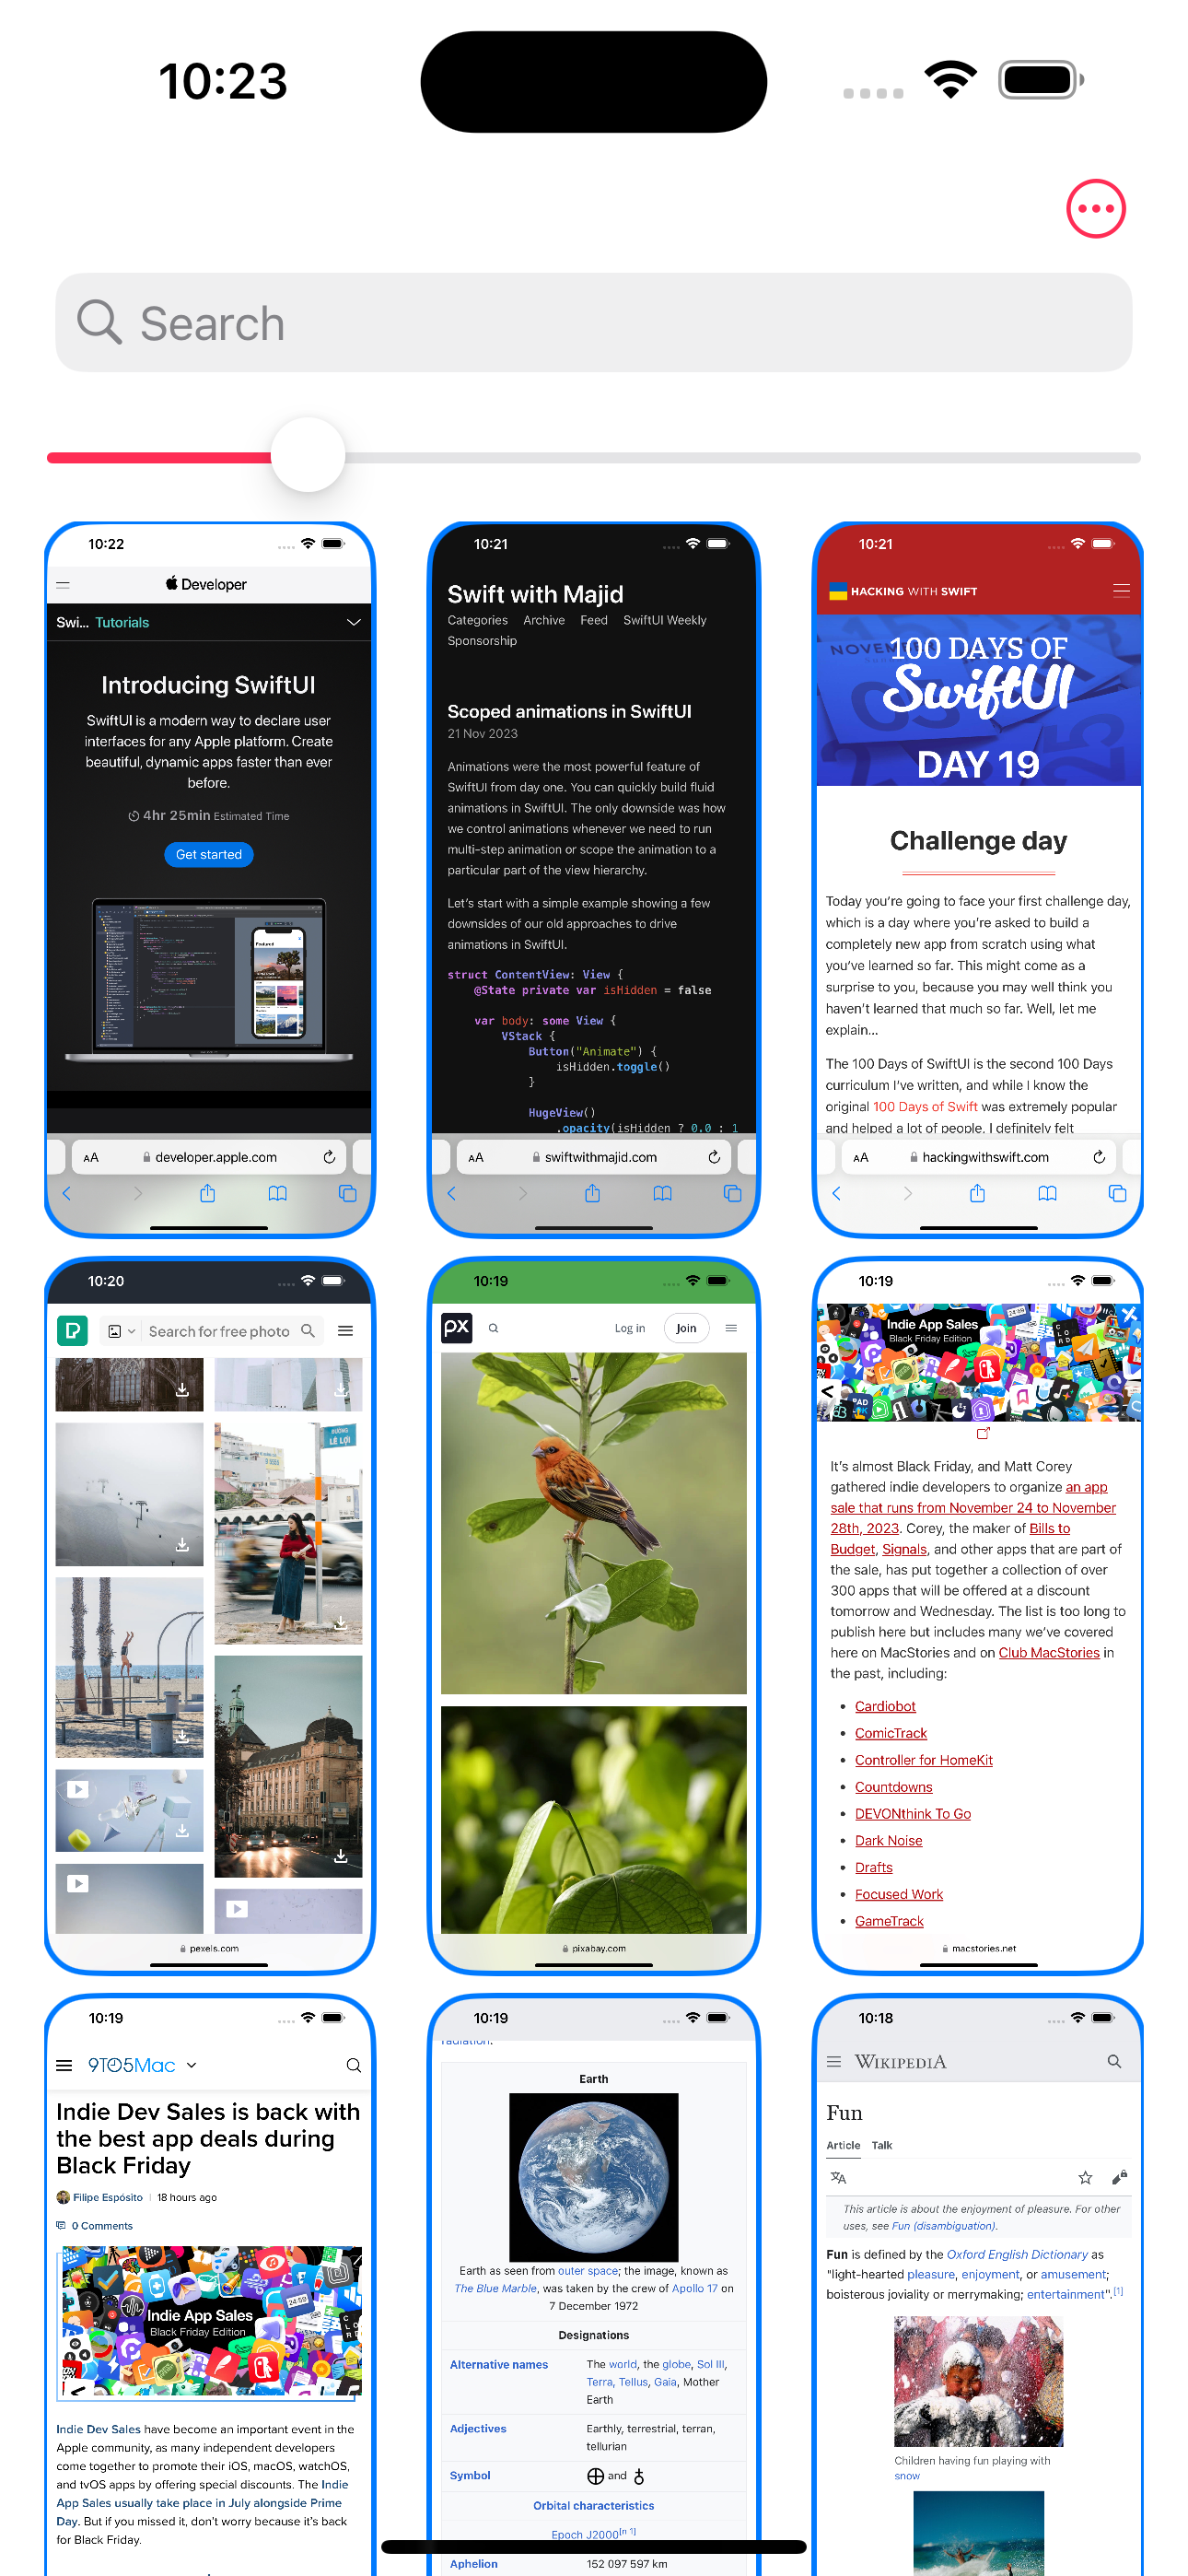 10:23
Search
10:22
Developer
Swi... Tutorials
Introducing SwiftUI
SwiftUI is a modern way to declare user
interfaces for any Apple platform. Create
beautiful, dynamic apps faster than ever
before.
4hr 25min Estimated Time
Get started
AA developer.apple.com
10:21
Swift with Majid
Categories Archive Feed SwiftUI Weekly
Sponsorship
Scoped animations in SwiftUI
21 Nov 2023
Animations were the most powerful feature of
SwiftUI from day one. You can quickly build fluid
animations in SwiftUI. The only downside was how
we control animations whenever we need to run
multi-step animation or scope the animation to a
particular part of the view hierarchy.
Let's start with a simple example showing a few
downsides of our old approaches to drive
animations in SwiftUI.
struct ContentView: View {
@State private var isHidden = false
var body: some View {
VStack {
Button("Animate") {
isHidden.toggle()
}
HugeView()
.opacity(isHidden ? 0.0 : 1
AA swiftwithmajid.com
10:21
HACKING WITH SWIFT
100 DAYS OF
SwiftUI
DAY 19
Challenge day
Today you're going to face your first challenge day,
which is a day where you're asked to build a
completely new app from scratch using what
you've learned so far. This might come as a
surprise to you, because you may well think you
haven't learned that much so far. Well, let me
explain...
The 100 Days of SwiftUI is the second 100 Days
curriculum I've written, and while I know the
original 100 Days of Swift was extremely popular
and helped a lot of people, I definitely felt
AA hackingwithswift.com
10:20
Search for free photo
LÊ LỢI
pexels.com
10:19
px
Log in Join
pixabay.com
10:19
Indie App Sales
Black Friday Edition
It's almost Black Friday, and Matt Corey
gathered indie developers to organize an app
sale that runs from November 24 to November
28th, 2023. Corey, the maker of Bills to
Budget, Signals, and other apps that are part of
the sale, has put together a collection of over
300 apps that will be offered at a discount
tomorrow and Wednesday. The list is too long to
publish here but includes many we've covered
here on MacStories and on Club MacStories in
the past, including:
• Cardiobot
• ComicTrack
• Controller for HomeKit
• Countdowns
• DEVONthink To Go
• Dark Noise
• Drafts
• Focused Work
• GameTrack
macstories.net
10:19
9TO5Mac
Indie Dev Sales is back with
the best app deals during
Black Friday
Filipe Espósito | 18 hours ago
0 Comments
Indie App Sales
Black Friday Edition
Indie Dev Sales have become an important event in the
Apple community, as many independent developers
come together to promote their iOS, macOS, watchOS,
and tvOS apps by offering special discounts. The Indie
App Sales usually take place in July alongside Prime
Day. But if you missed it, don't worry because it's back
for Black Friday.
10:19
radiation.
Earth
Earth as seen from outer space; the image, known as
The Blue Marble, was taken by the crew of Apollo 17 on
7 December 1972
Designations
Alternative names The world, the globe, Sol III,
Terra, Tellus, Gaia, Mother
Earth
Adjectives Earthly, terrestrial, terran,
tellurian
Symbol 🜨 and ♁
Orbital characteristics
Epoch J2000[n 1]
Aphelion 152 097 597 km
10:18
WIKIPEDIA
Fun
Article Talk
This article is about the enjoyment of pleasure. For other
uses, see Fun (disambiguation).
Fun is defined by the Oxford English Dictionary as
"light-hearted pleasure, enjoyment, or amusement;
boisterous joviality or merrymaking; entertainment".[1]
Children having fun playing with
snow